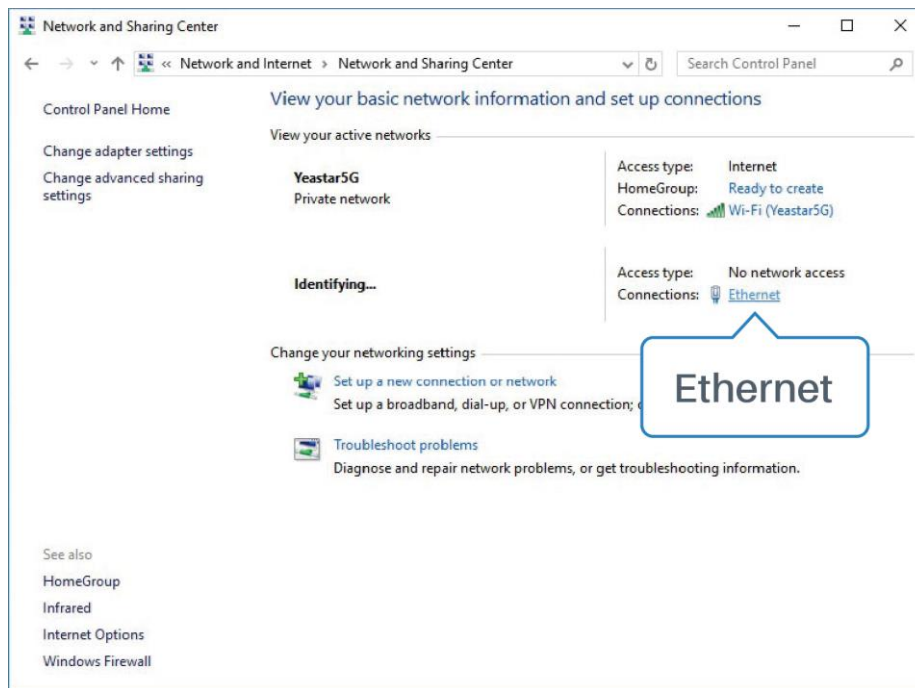 Network and Sharing Center
« Network and Internet › Network and Sharing Center
Search Control Panel
Control Panel Home
Change adapter settings
Change advanced sharing
settings
View your basic network information and set up connections
View your active networks
Yeastar5G
Private network
Access type: Internet
HomeGroup: Ready to create
Connections: Wi-Fi (Yeastar5G)
Identifying...
Access type: No network access
Connections: Ethernet
Ethernet
Change your networking settings
Set up a new connection or network
Set up a broadband, dial-up, or VPN connection;
Troubleshoot problems
Diagnose and repair network problems, or get troubleshooting information.
See also
HomeGroup
Infrared
Internet Options
Windows Firewall